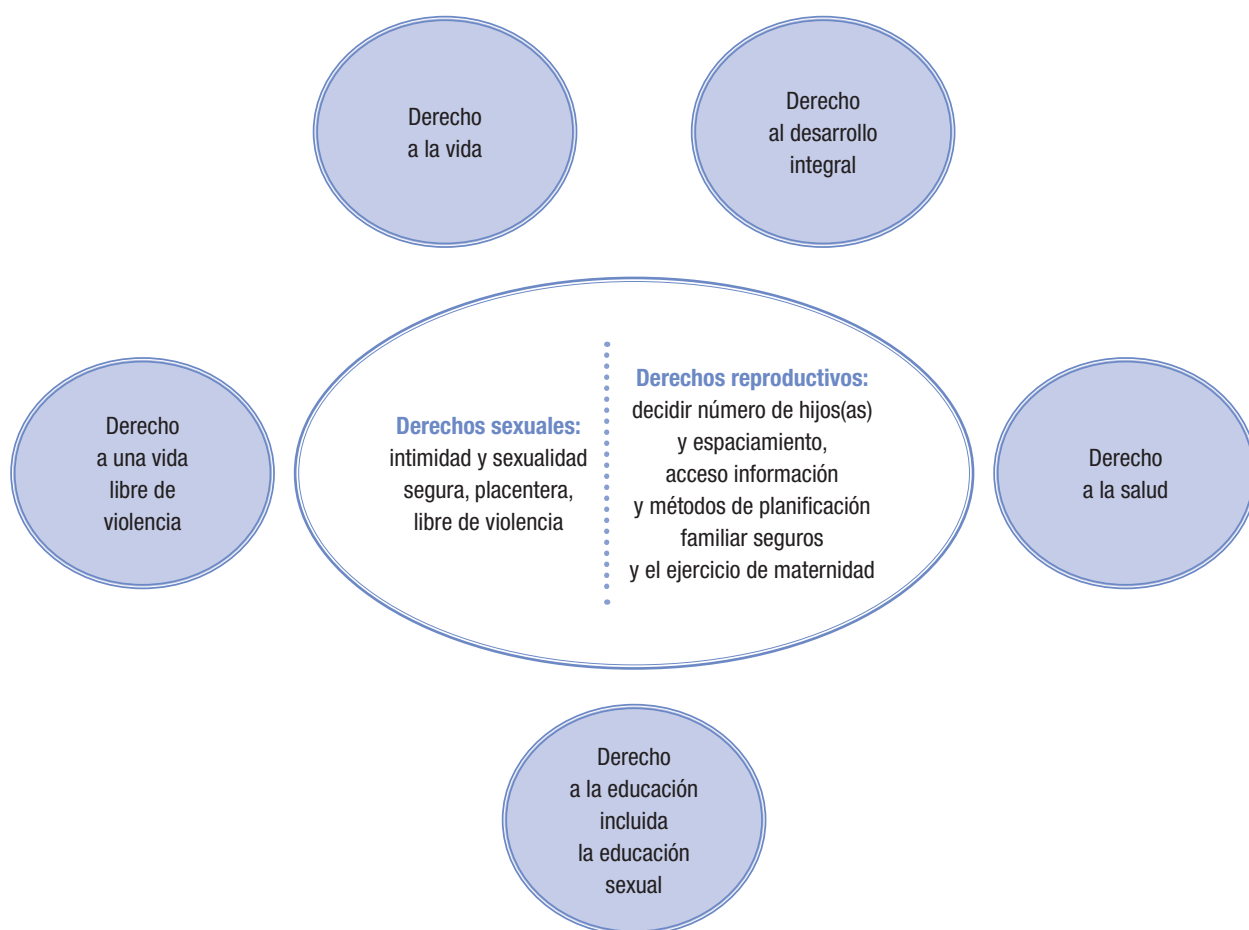 Derecho
a la vida
Derecho
al desarrollo
integral
Derecho
a una vida
libre de
violencia
Derechos sexuales:
intimidad y sexualidad
segura, placentera,
libre de violencia
Derechos reproductivos:
decidir número de hijos(as)
y espaciamiento,
acceso información
y métodos de planificación
familiar seguros
y el ejercicio de maternidad
Derecho
a la salud
Derecho
a la educación
incluida
la educación
sexual